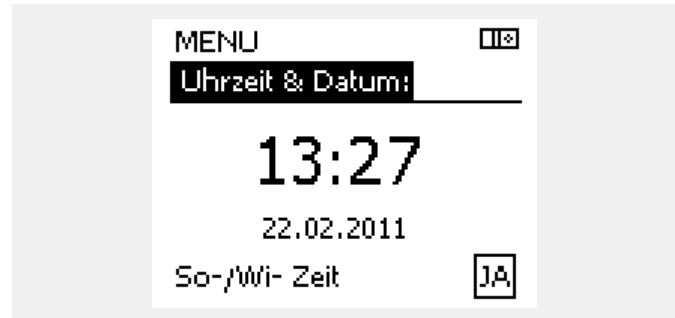 MENU
Uhrzeit & Datum:
13:27
22.02.2011
So-/Wi- Zeit JA